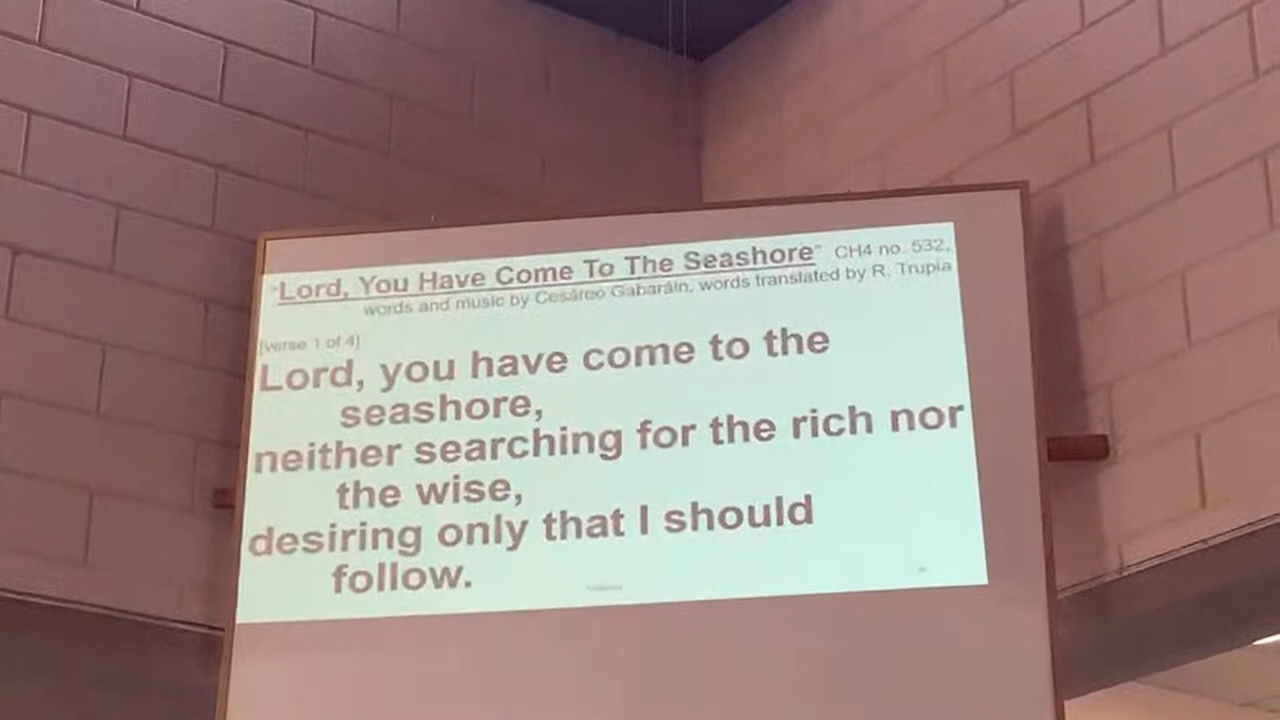 "Lord, You Have Come To The Seashore" CH4 no. 532,
words and music by Cesáreo Gabaráin, words translated by R. Trupia
[verse 1 of 4]
Lord, you have come to the
seashore,
neither searching for the rich nor
the wise,
desiring only that I should
follow.